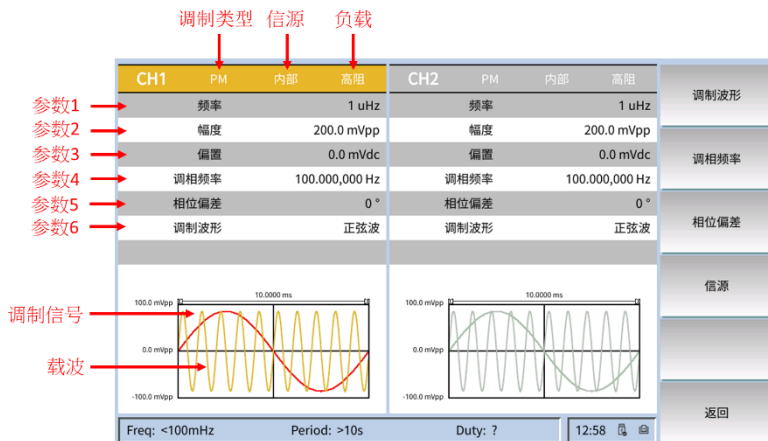 调制类型 信源 负载
CH1 PM 内部 高阻 CH2 PM 内部 高阻
调制波形
参数1 频率 1 uHz 频率 1 uHz
参数2 幅度 200.0 mVpp 幅度 200.0 mVpp
参数3 偏置 0.0 mVdc 偏置 0.0 mVdc
调相频率
参数4 调相频率 100.000,000 Hz 调相频率 100.000,000 Hz
参数5 相位偏差 0 ° 相位偏差 0 °
参数6 调制波形 正弦波 调制波形 正弦波
相位偏差
信源
10.0000 ms 10.0000 ms
100.0 mVpp 100.0 mVpp
调制信号
0.0 mVpp 0.0 mVpp
载波
-100.0 mVpp -100.0 mVpp
返回
Freq: <100mHz Period: >10s Duty: ? 12:58